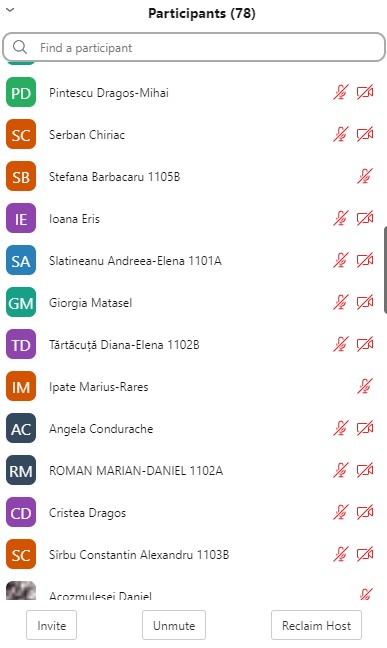 Participants (78)
Find a participant
PD Pintescu Dragos-Mihai
SC Serban Chiriac
SB Stefana Barbacaru 1105B
IE Ioana Eris
SA Slatineanu Andreea-Elena 1101A
GM Giorgia Matasel
TD Tărtăcuță Diana-Elena 1102B
IM Ipate Marius-Rares
AC Angela Condurache
RM ROMAN MARIAN-DANIEL 1102A
CD Cristea Dragos
SC Sîrbu Constantin Alexandru 1103B
Acozmulesei Daniel
Invite Unmute Reclaim Host